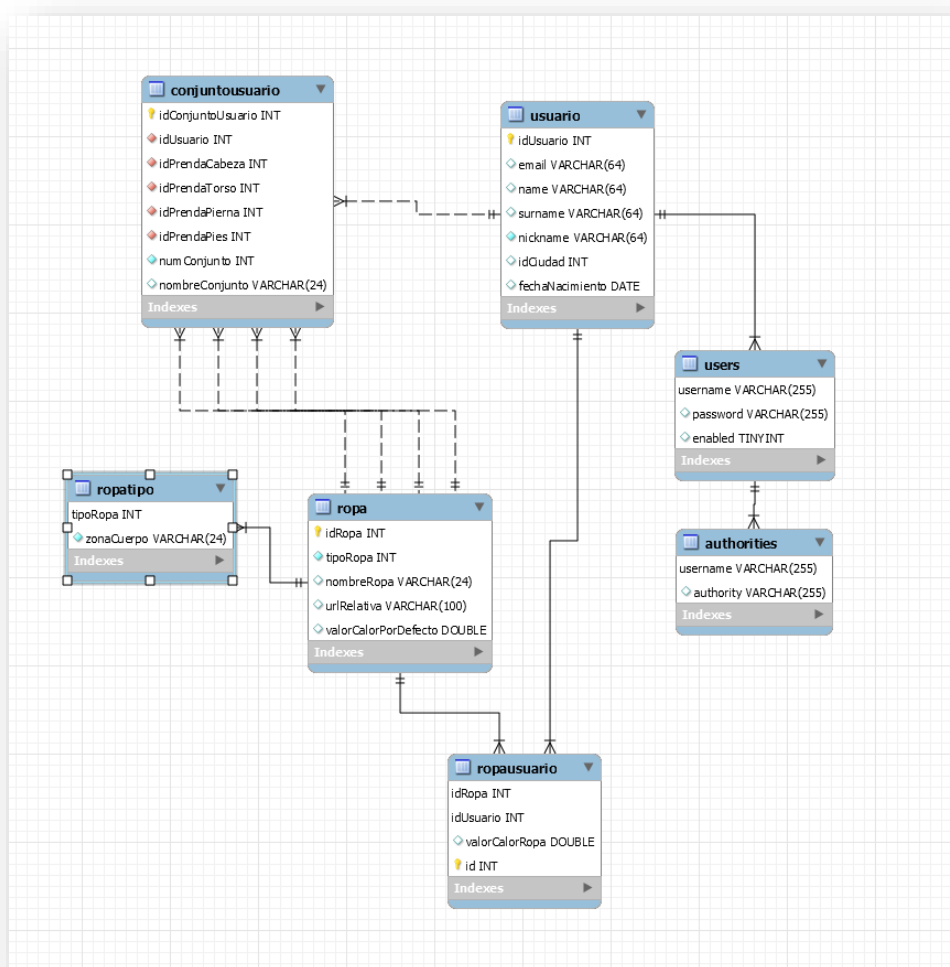 conjuntousuario
idConjuntoUsuario INT
idUsuario INT
idPrendaCabeza INT
idPrendaTorso INT
idPrendaPierna INT
idPrendaPies INT
numConjunto INT
nombreConjunto VARCHAR(24)
Indexes
usuario
idUsuario INT
email VARCHAR(64)
name VARCHAR(64)
surname VARCHAR(64)
nickname VARCHAR(64)
idCiudad INT
fechaNacimiento DATE
Indexes
users
username VARCHAR(255)
password VARCHAR(255)
enabled TINYINT
Indexes
ropatipo
tipoRopa INT
zonaCuerpo VARCHAR(24)
Indexes
ropa
idRopa INT
tipoRopa INT
nombreRopa VARCHAR(24)
urlRelativa VARCHAR(100)
valorCalorPorDefecto DOUBLE
Indexes
authorities
username VARCHAR(255)
authority VARCHAR(255)
Indexes
ropausuario
idRopa INT
idUsuario INT
valorCalorRopa DOUBLE
id INT
Indexes